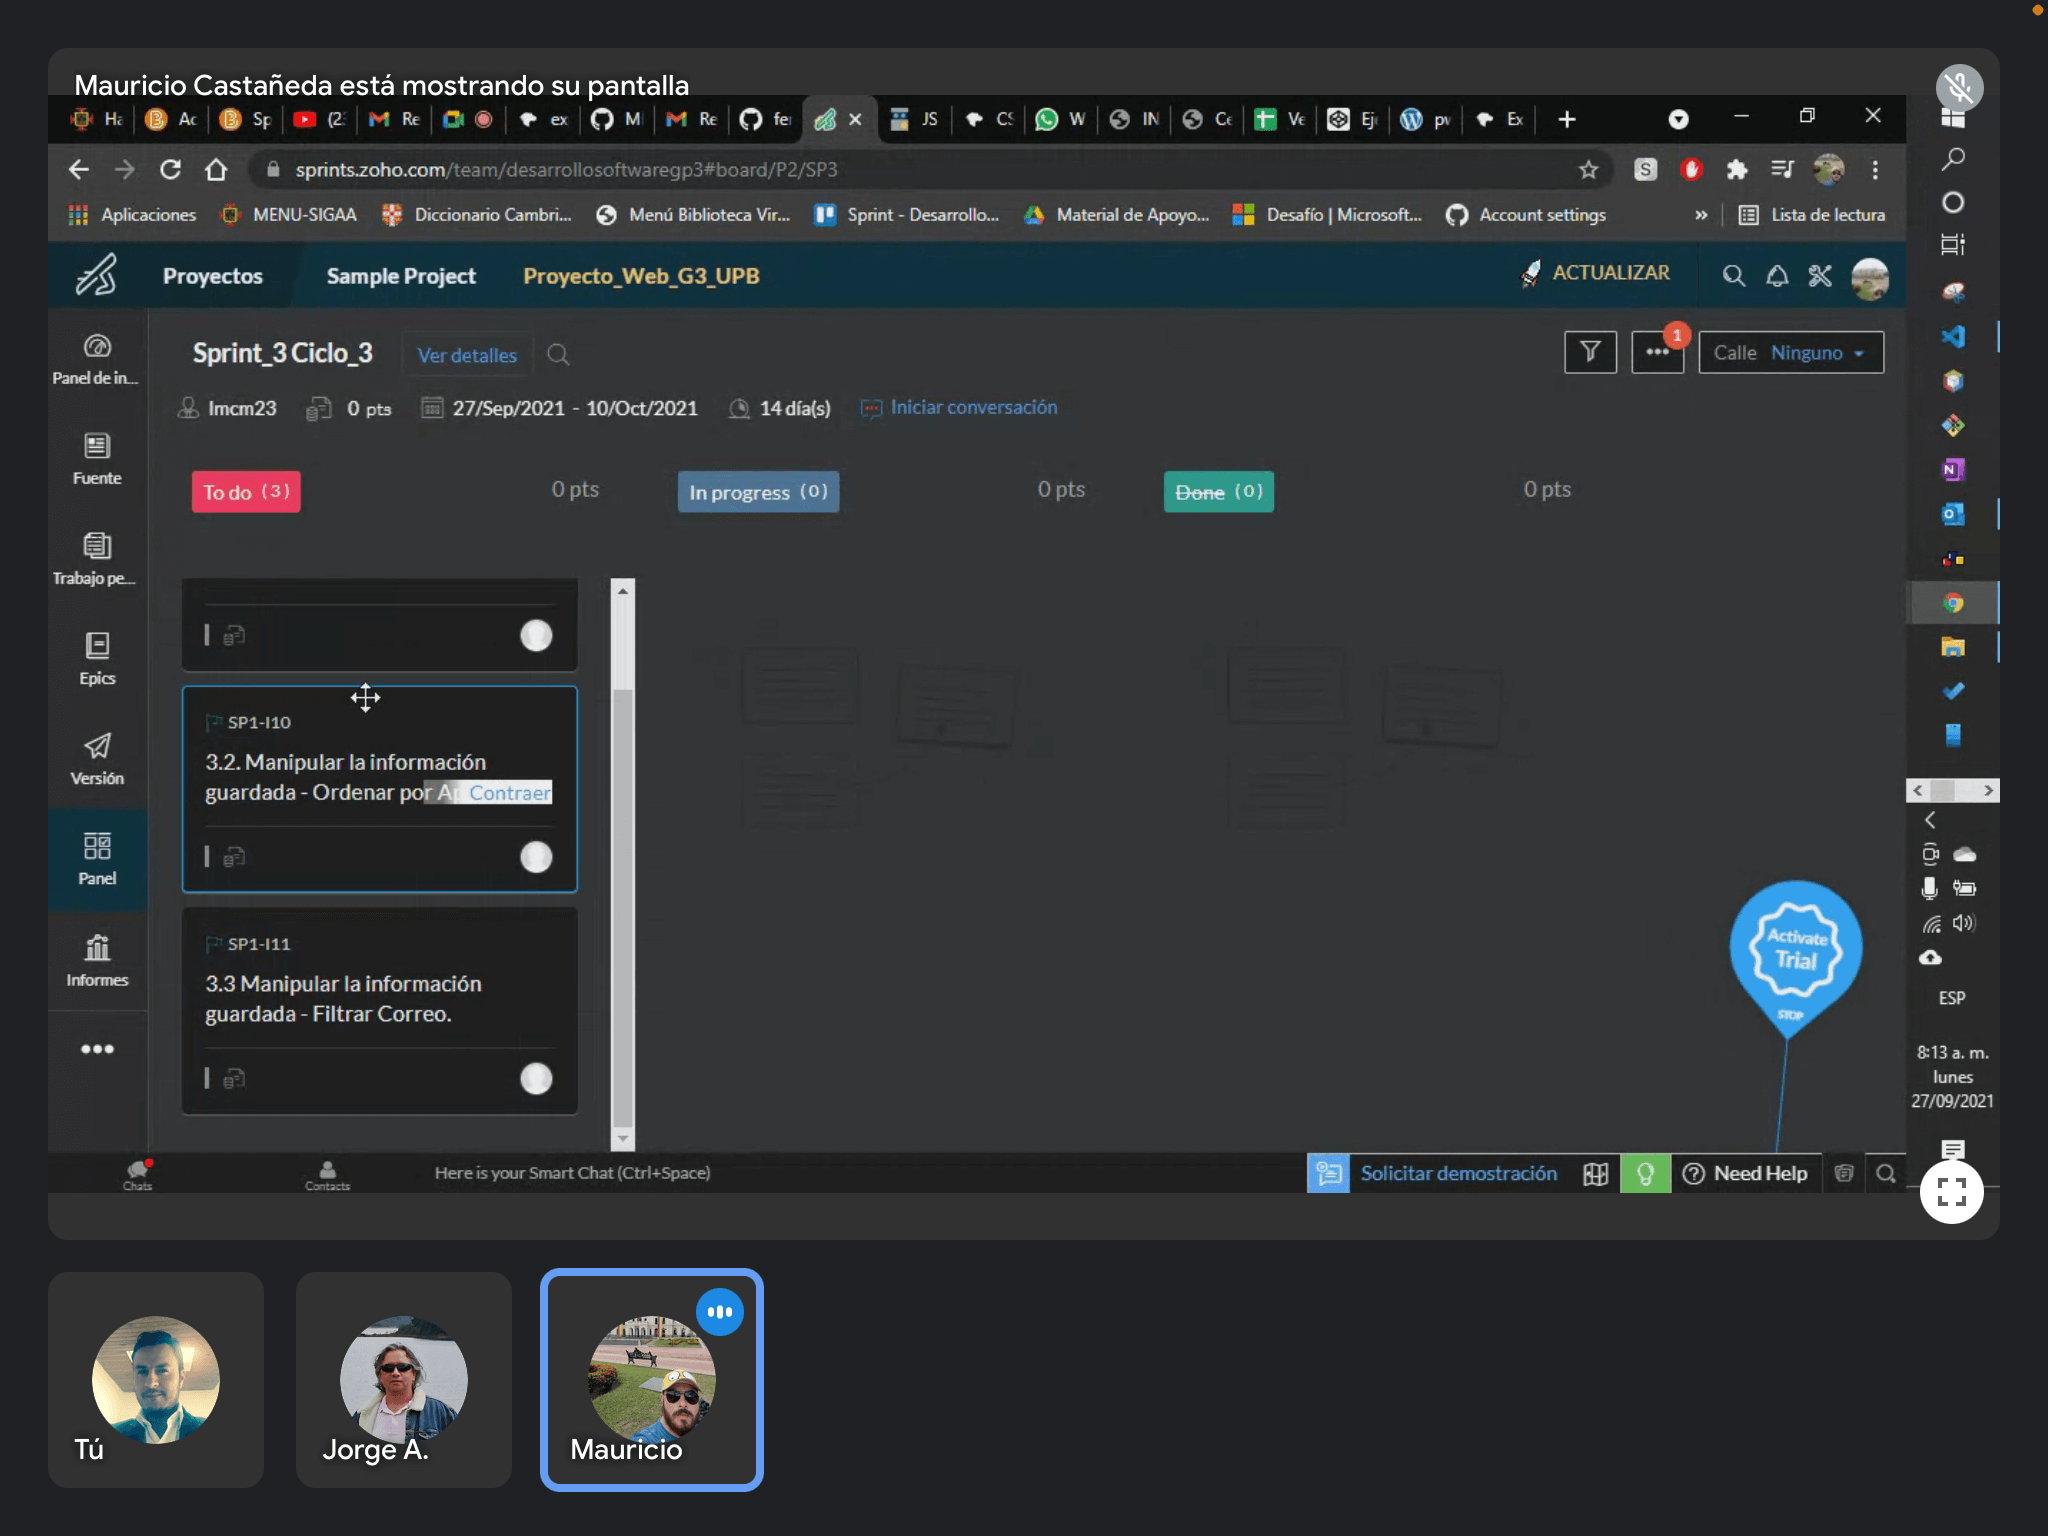 Mauricio Castañeda está mostrando su pantalla
Ha Ac Sp (2: Re ex M Re fe JS CS W IN Ce Ve Eje pv Ex
sprints.zoho.com/team/desarrollosoftwaregp3#board/P2/SP3
Aplicaciones MENU-SIGAA Diccionario Cambri... Menú Biblioteca Vir... Sprint - Desarrollo... Material de Apoyo... Desafío | Microsoft... Account settings » Lista de lectura
Proyectos Sample Project Proyecto_Web_G3_UPB ACTUALIZAR
Panel de in...
Fuente
Trabajo pe...
Epics
Versión
Panel
Informes
Sprint_3 Ciclo_3 Ver detalles 1 Calle Ninguno
lmcm23 0 pts 27/Sep/2021 - 10/Oct/2021 14 día(s) Iniciar conversación
To do (3) 0 pts In progress (0) 0 pts Done (0) 0 pts
SP1-I10
3.2. Manipular la información
guardada - Ordenar por Ap Contraer
SP1-I11
3.3 Manipular la información
guardada - Filtrar Correo.
Activate
Trial
STOP
ESP
8:13 a. m.
lunes
27/09/2021
Chats Contacts Here is your Smart Chat (Ctrl+Space) Solicitar demostración Need Help
Tú Jorge A. Mauricio